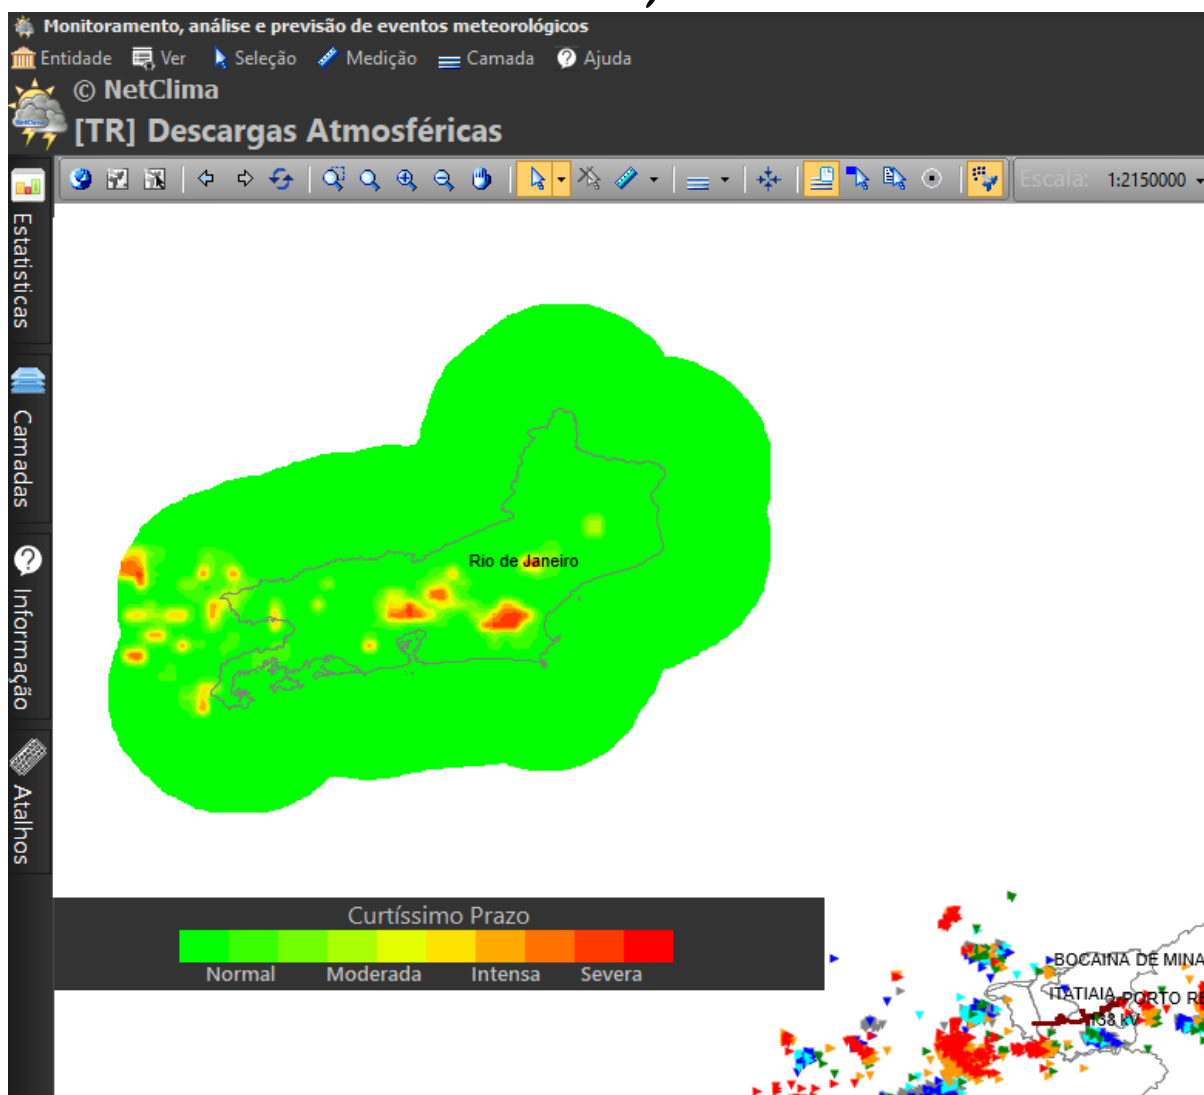 Monitoramento, análise e previsão de eventos meteorológicos
Entidade Ver Seleção Medição Camada Ajuda
© NetClima
[TR] Descargas Atmosféricas
Escala: 1:2150000
Estatisticas
Camadas
Informação
Atalhos
Rio de Janeiro
Curtíssimo Prazo
Normal Moderada Intensa Severa
BOCAINA DE MINA
ITATIAIA PORTO RE
138 kV